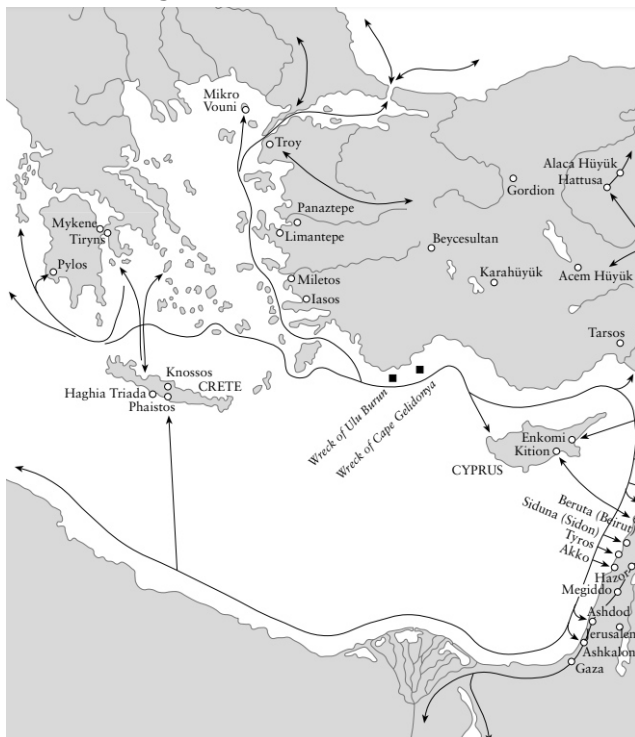 Mikro
Vouni
Troy
Alaca Hüyük
Hattusa
Gordion
Panaztepe
Limantepe
Mykene
Tiryns
Beycesultan
Pylos
Miletos
Karahüyük
Acem Hüyük
Iasos
Tarsos
Knossos
CRETE
Haghia Triada
Phaistos
Wreck of Ulu Burun
Wreck of Cape Gelidonya
Enkomi
Kition
CYPRUS
Beruta (Beirut)
Siduna (Sidon)
Tyros
Akko
Hazor
Megiddo
Ashdod
Jerusalem
Ashkalon
Gaza